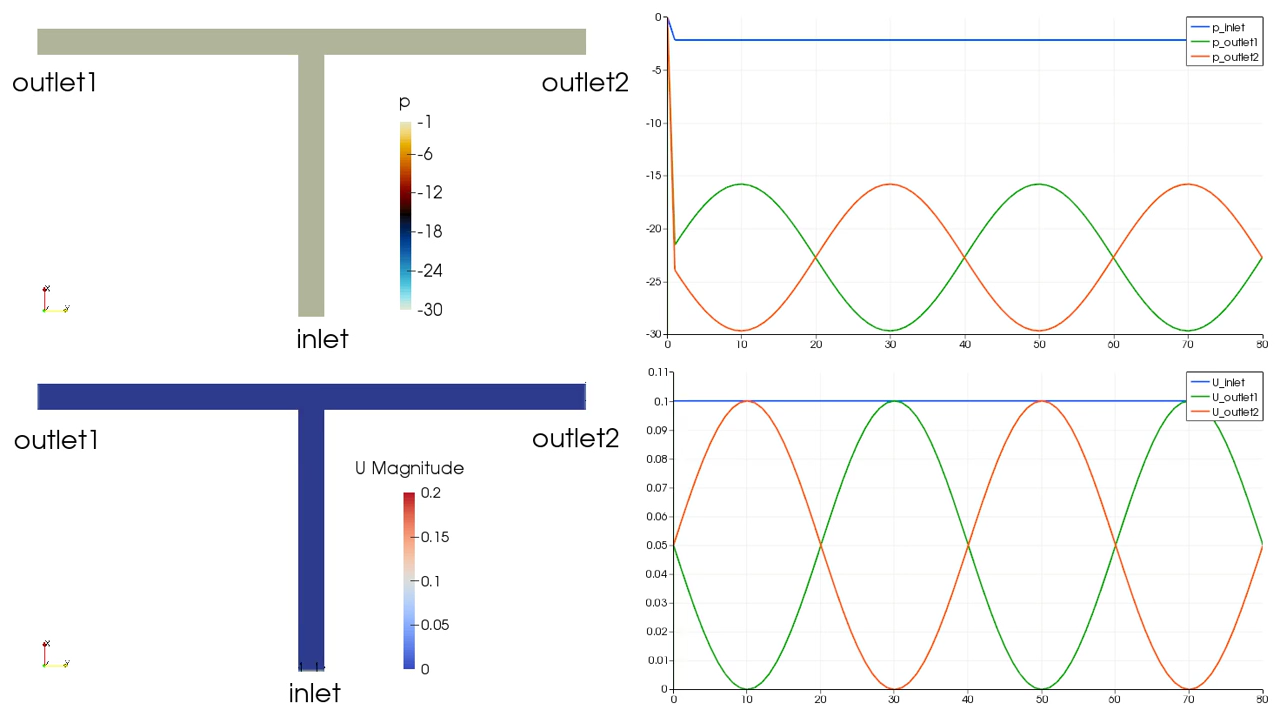 outlet1
outlet2
p
-1
-6
-12
-18
-24
-30
X
Y
inlet
0
-5
-10
-15
-20
-25
-30
0
10
20
30
40
50
60
70
80
p_inlet
p_outlet1
p_outlet2
outlet1
outlet2
U Magnitude
0.2
0.15
0.1
0.05
0
X
Y
inlet
0.11
0.1
0.09
0.08
0.07
0.06
0.05
0.04
0.03
0.02
0.01
0
0
10
20
30
40
50
60
70
80
U_inlet
U_outlet1
U_outlet2